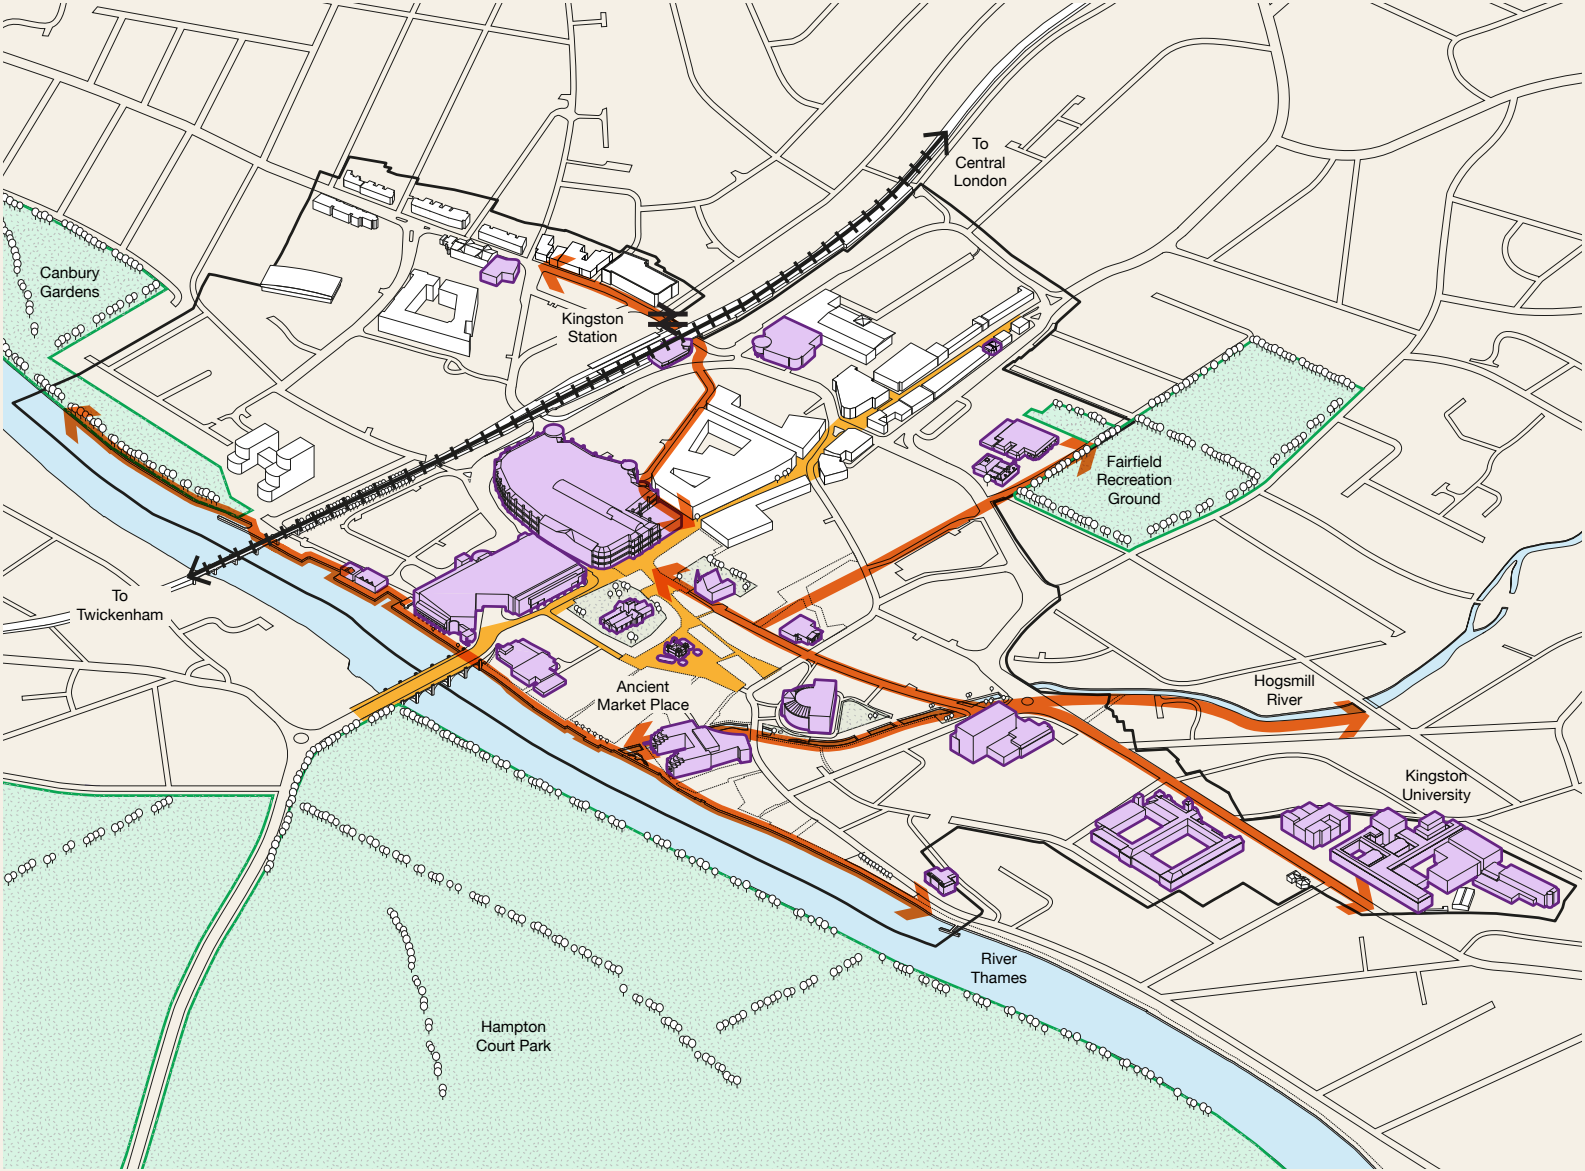 To
Central
London
Canbury
Gardens
Kingston
Station
Fairfield
Recreation
Ground
To
Twickenham
Ancient
Market Place
Hogsmill
River
Kingston
University
River
Thames
Hampton
Court Park